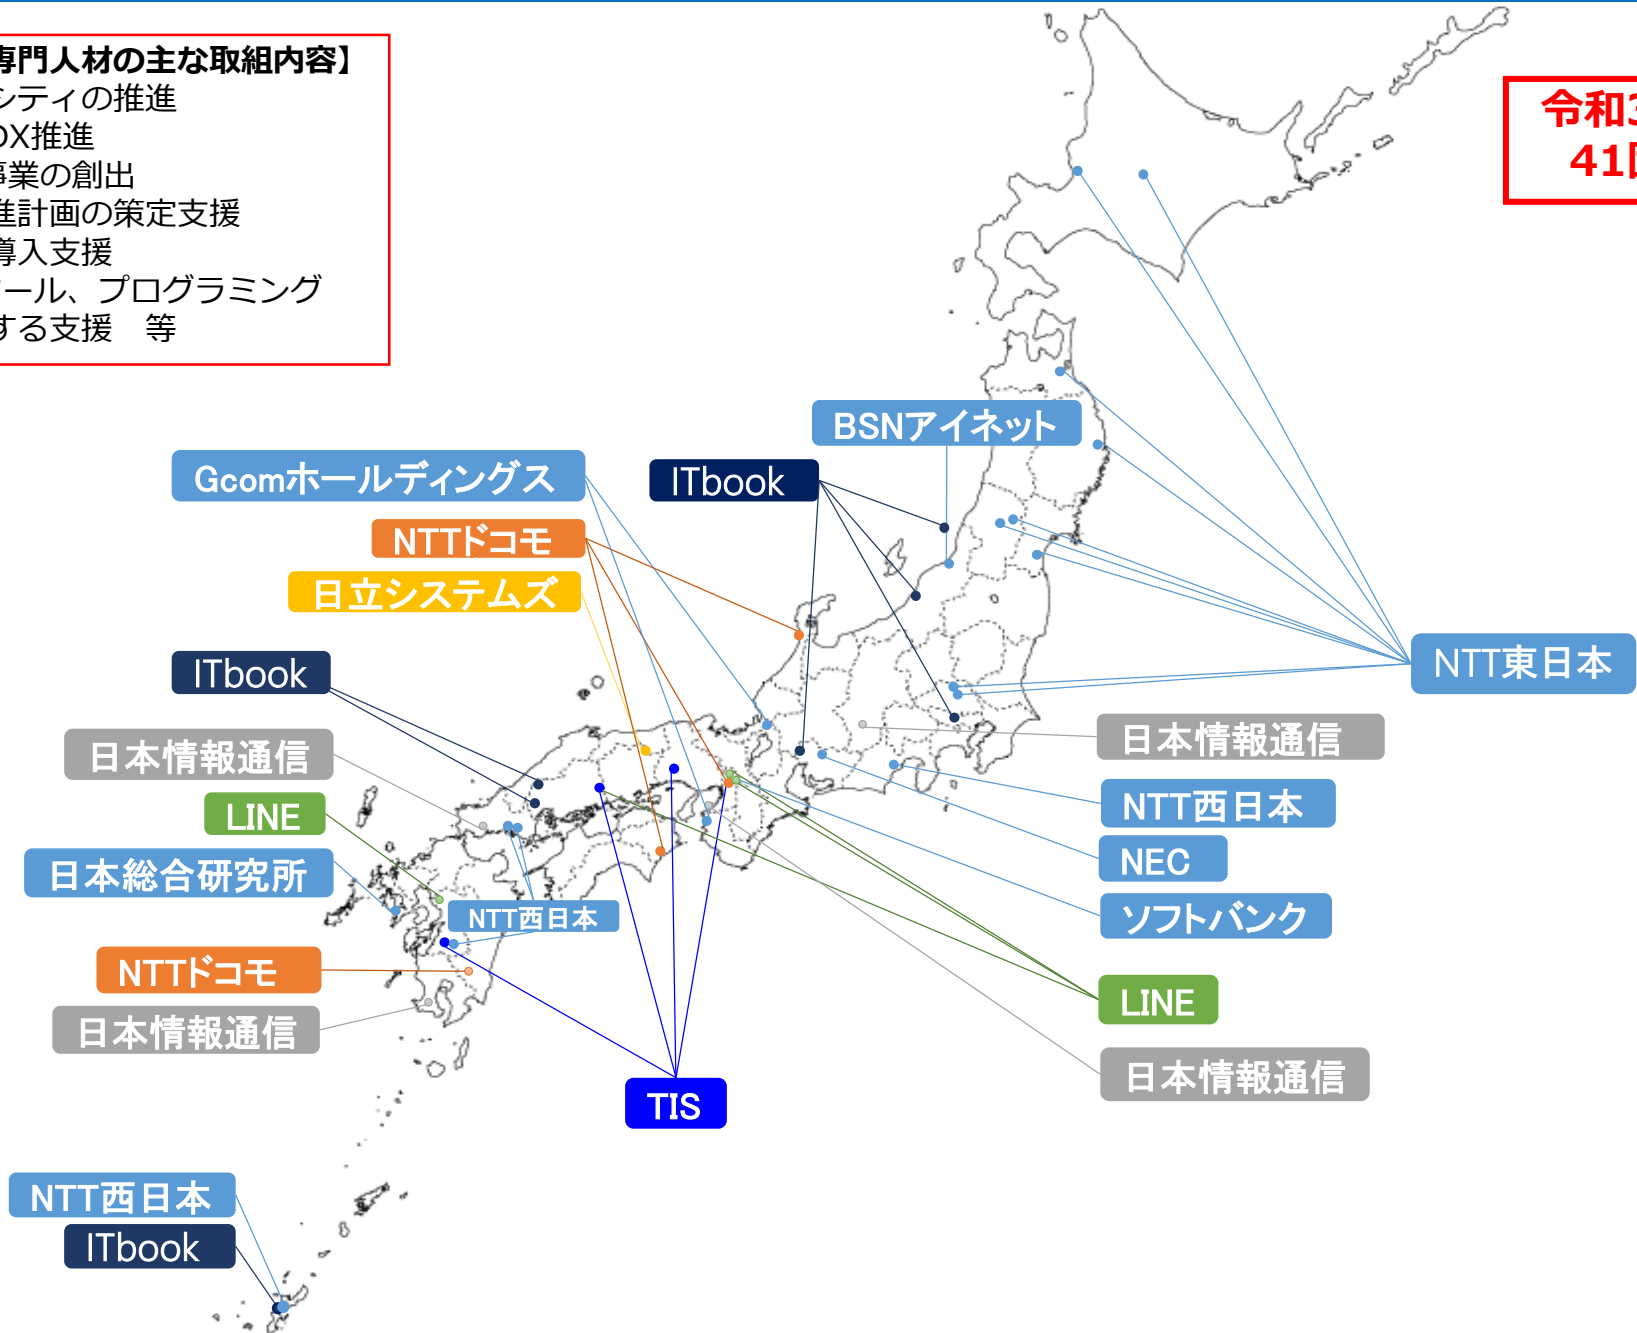 専門人材の主な取組内容】
シティの推進
DX推進
事業の創出
進計画の策定支援
導入支援
ツール、プログラミング
する支援　等
令和3
41
BSNアイネット
Gcomホールディングス
ITbook
NTTドコモ
日立システムズ
NTT東日本
ITbook
日本情報通信
日本情報通信
LINE
NTT西日本
日本総合研究所
NEC
NTT西日本
ソフトバンク
NTTドコモ
LINE
日本情報通信
日本情報通信
TIS
NTT西日本
ITbook